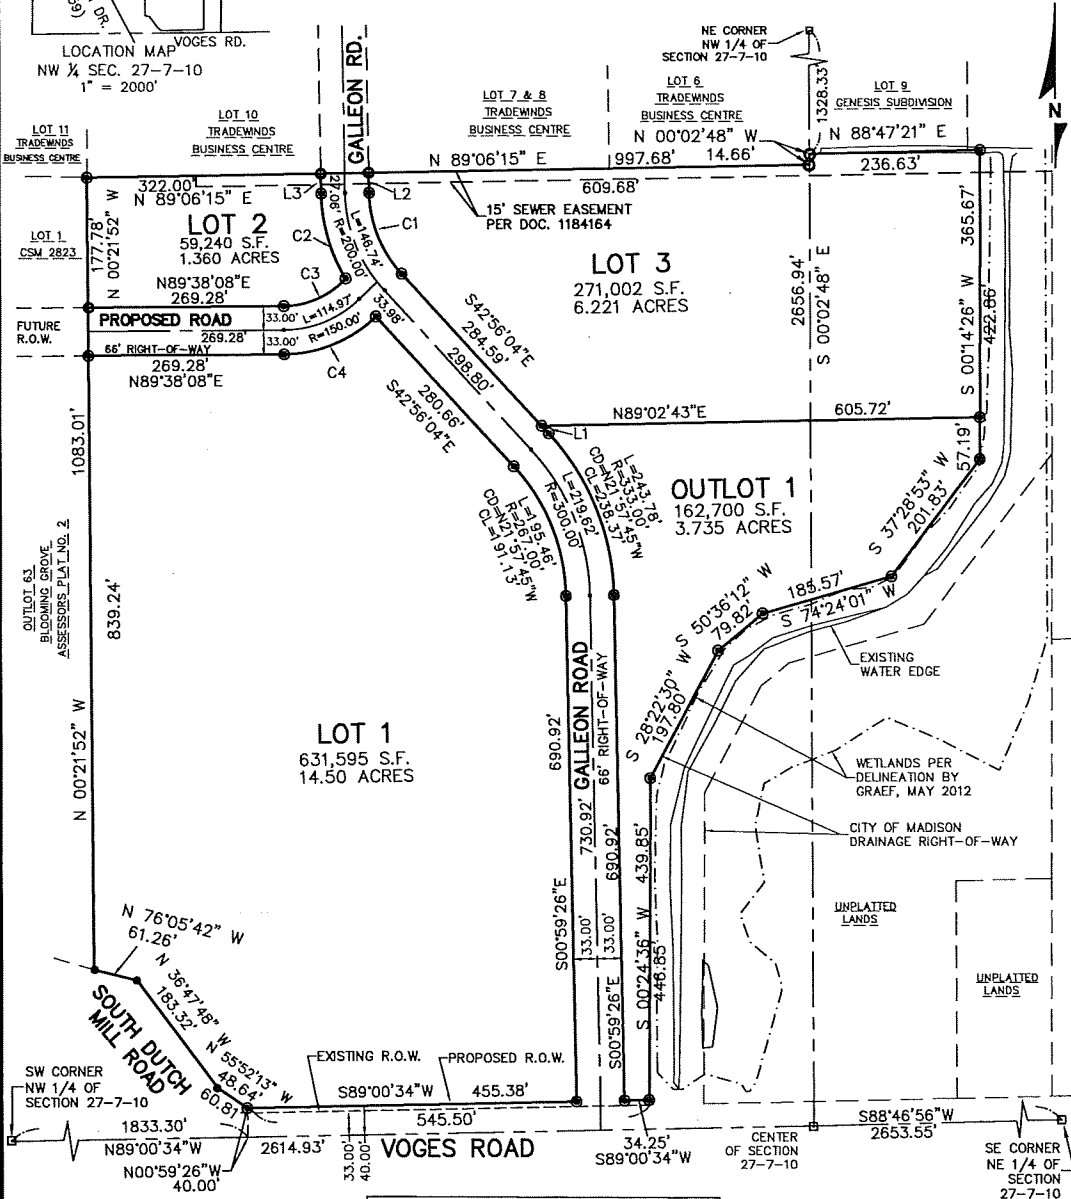 DR.
69)
LOCATION MAP
VOGES RD.
NW ¼ SEC. 27-7-10
1" = 2000'
GALLEON RD.
NE CORNER
NW 1/4 OF
SECTION 27-7-10
1328.33'
N
LOT 11
TRADEWINDS
BUSINESS CENTRE
LOT 10
TRADEWINDS
BUSINESS CENTRE
LOT 7 & 8
TRADEWINDS
BUSINESS CENTRE
LOT 6
TRADEWINDS
BUSINESS CENTRE
LOT 9
GENESIS SUBDIVISION
N 00°02'48" W
N 88°47'21" E
N 89°06'15" E
997.68'
14.66'
236.63'
322.00'
N 89°06'15" E
609.68'
L3
27.06'
L2
15' SEWER EASEMENT
PER DOC. 1184164
LOT 1
CSM 2823
177.78'
N 00°21'52" W
LOT 2
59,240 S.F.
1.360 ACRES
C2
C1
L=146.74'
R=200.00'
C3
LOT 3
271,002 S.F.
6.221 ACRES
2656.94'
S 00°02'48" E
365.67'
S 00°14'26" W
422.86'
N89°38'08"E
269.28'
FUTURE
R.O.W.
PROPOSED ROAD
33.00'
L=114.97'
33.98'
269.28'
66' RIGHT-OF-WAY
33.00'
R=150.00'
269.28'
N89°38'08"E
C4
S42°56'04"E
284.59'
298.80'
280.66'
S42°56'04"E
N89°02'43"E
605.72'
L1
57.19'
1083.01'
L=243.78'
R=333.00'
CD=N21°57'45"W
CL=238.37'
L=219.62'
R=300.00'
L=195.46'
R=267.00'
CD=N21°57'45"W
CL=191.13'
OUTLOT 1
162,700 S.F.
3.735 ACRES
S 37°28'53" W
201.83'
185.57'
S 74°24'01" W
S 50°36'12" W
79.82'
S 28°22'30" W
197.80'
OUTLOT 63
BLOOMING GROVE
ASSESSORS PLAT NO. 2
839.24'
N 00°21'52" W
EXISTING
WATER EDGE
LOT 1
631,595 S.F.
14.50 ACRES
690.92'
GALLEON ROAD
730.92'
66' RIGHT-OF-WAY
690.92'
WETLANDS PER
DELINEATION BY
GRAEF, MAY 2012
CITY OF MADISON
DRAINAGE RIGHT-OF-WAY
439.85'
S 00°24'36" W
446.85'
UNPLATTED
LANDS
UNPLATTED
LANDS
S00°59'26"E
33.00'
33.00'
S00°59'26"E
N 76°05'42" W
61.26'
N 36°47'48" W
183.32'
SOUTH DUTCH
MILL ROAD
N 55°52'13" W
48.64'
60.81'
SW CORNER
NW 1/4 OF
SECTION 27-7-10
EXISTING R.O.W.
PROPOSED R.O.W.
S89°00'34"W
455.38'
545.50'
1833.30'
N89°00'34"W
2614.93'
33.00'
40.00'
VOGES ROAD
N00°59'26"W
40.00'
34.25'
S89°00'34"W
CENTER
OF SECTION
27-7-10
S88°46'56"W
2653.55'
SE CORNER
NE 1/4 OF
SECTION
27-7-10